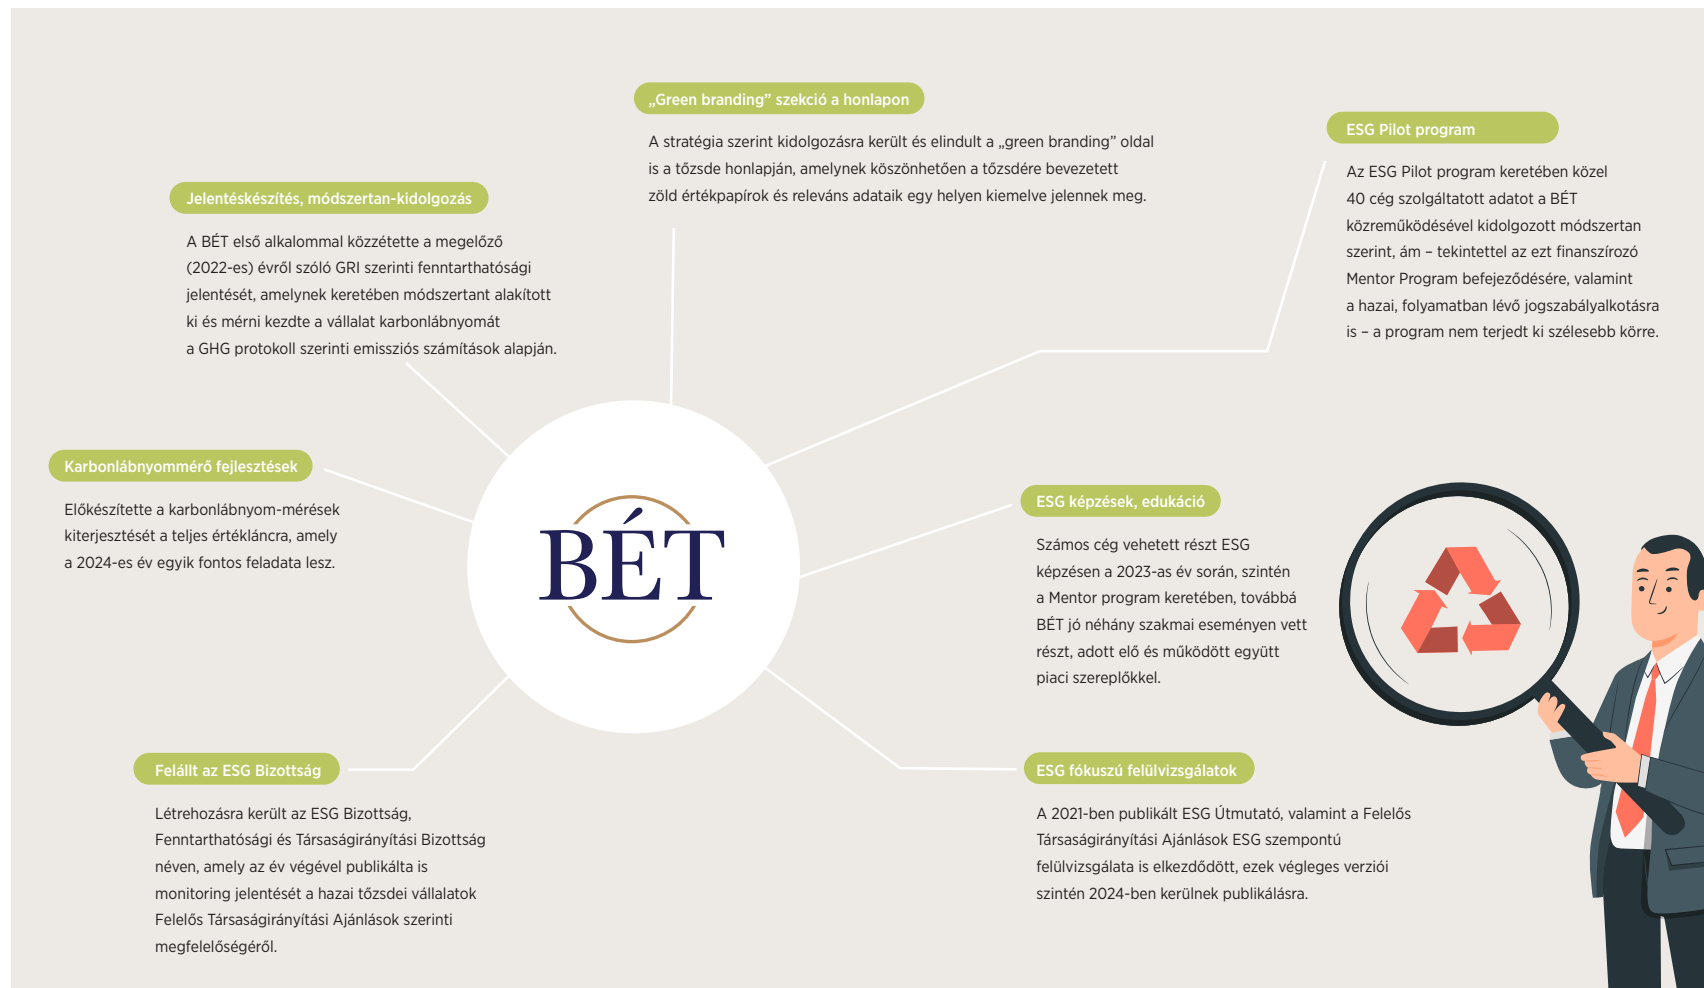 „Green branding” szekció a honlapon
A stratégia szerint kidolgozásra került és elindult a „green branding” oldal
is a tőzsde honlapján, amelynek köszönhetően a tőzsdére bevezetett
zöld értékpapírok és releváns adataik egy helyen kiemelve jelennek meg.
ESG Pilot program
Az ESG Pilot program keretében közel
40 cég szolgáltatott adatot a BÉT
közreműködésével kidolgozott módszertan
szerint, ám – tekintettel az ezt finanszírozó
Mentor Program befejeződésére, valamint
a hazai, folyamatban lévő jogszabályalkotásra
is – a program nem terjedt ki szélesebb körre.
Jelentéskészítés, módszertan-kidolgozás
A BÉT első alkalommal közzétette a megelőző
(2022-es) évről szóló GRI szerinti fenntarthatósági
jelentését, amelynek keretében módszertant alakított
ki és mérni kezdte a vállalat karbonlábnyomát
a GHG protokoll szerinti emissziós számítások alapján.
Karbonlábnyommérő fejlesztések
Előkészítette a karbonlábnyom-mérések
kiterjesztését a teljes értékláncra, amely
a 2024-es év egyik fontos feladata lesz.
BÉT
ESG képzések, edukáció
Számos cég vehetett részt ESG
képzésen a 2023-as év során, szintén
a Mentor program keretében, továbbá
BÉT jó néhány szakmai eseményen vett
részt, adott elő és működött együtt
piaci szereplőkkel.
Felállt az ESG Bizottság
Létrehozásra került az ESG Bizottság,
Fenntarthatósági és Társaságirányítási Bizottság
néven, amely az év végével publikálta is
monitoring jelentését a hazai tőzsdei vállalatok
Felelős Társaságirányítási Ajánlások szerinti
megfelelőségéről.
ESG fókuszú felülvizsgálatok
A 2021-ben publikált ESG Útmutató, valamint a Felelős
Társaságirányítási Ajánlások ESG szempontú
felülvizsgálata is elkezdődött, ezek végleges verziói
szintén 2024-ben kerülnek publikálásra.